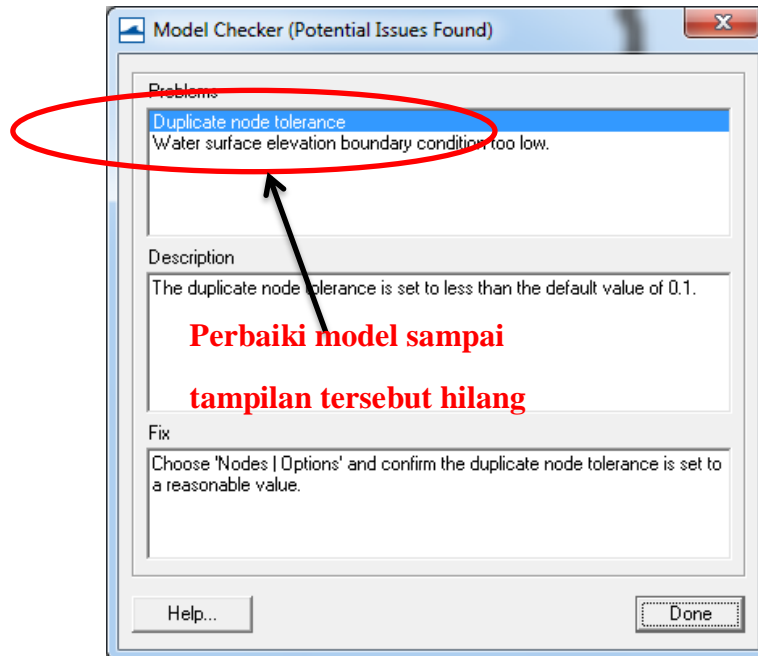 Model Checker (Potential Issues Found)
Problems
Duplicate node tolerance
Water surface elevation boundary condition too low.
Description
The duplicate node tolerance is set to less than the default value of 0.1.
Perbaiki model sampai
tampilan tersebut hilang
Fix
Choose 'Nodes | Options' and confirm the duplicate node tolerance is set to
a reasonable value.
Help...
Done